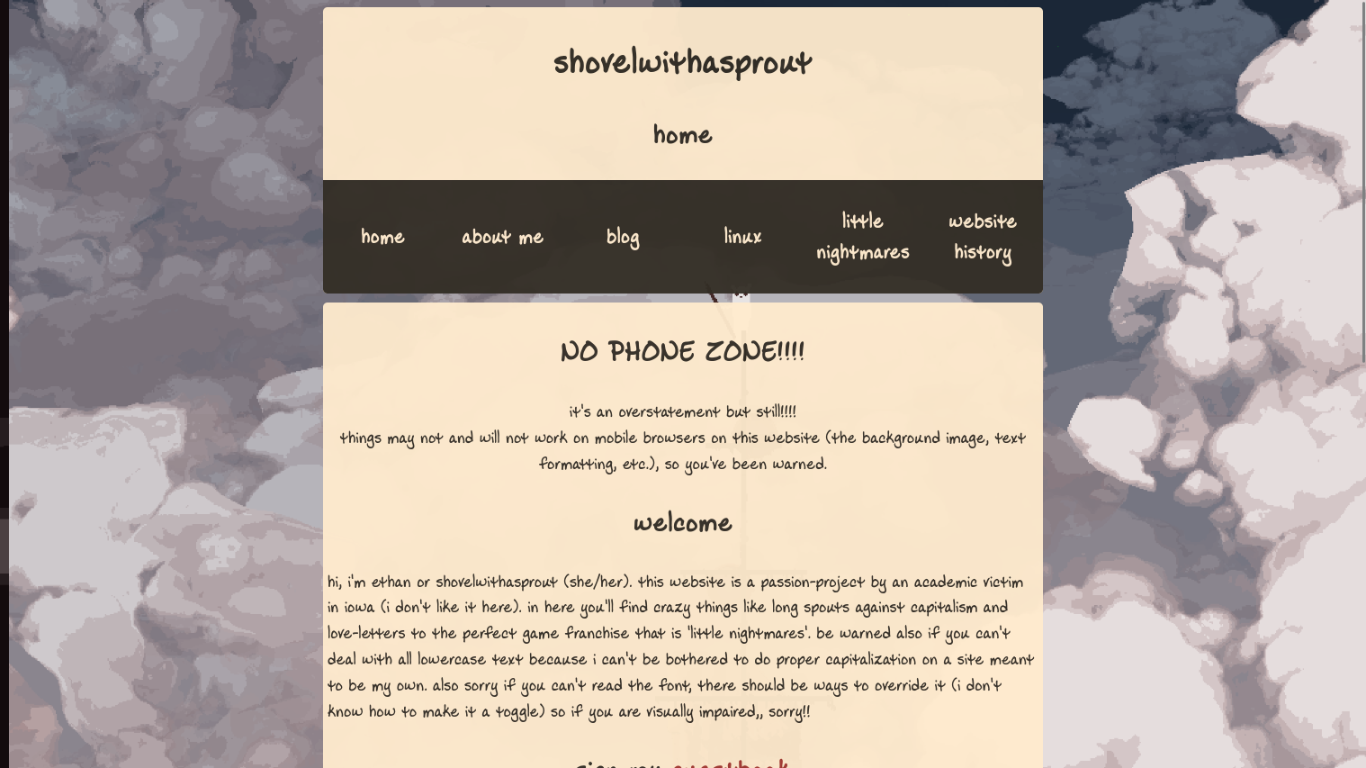 shovelwithasprout
home
home
about me
blog
linux
little
nightmares
website
history
NO PHONE ZONE!!!!
it's an overstatement but still!!!!
things may not and will not work on mobile browsers on this website (the background image, text
formatting, etc.), so you've been warned.
welcome
hi, i'm ethan or shovelwithasprout (she/her). this website is a passion-project by an academic victim
in iowa (i don't like it here). in here you'll find crazy things like long spouts against capitalism and
love-letters to the perfect game franchise that is 'little nightmares'. be warned also if you can't
deal with all lowercase text because i can't be bothered to do proper capitalization on a site meant
to be my own. also sorry if you can't read the font, there should be ways to override it (i don't
know how to make it a toggle) so if you are visually impaired,, sorry!!
sign my guestbook